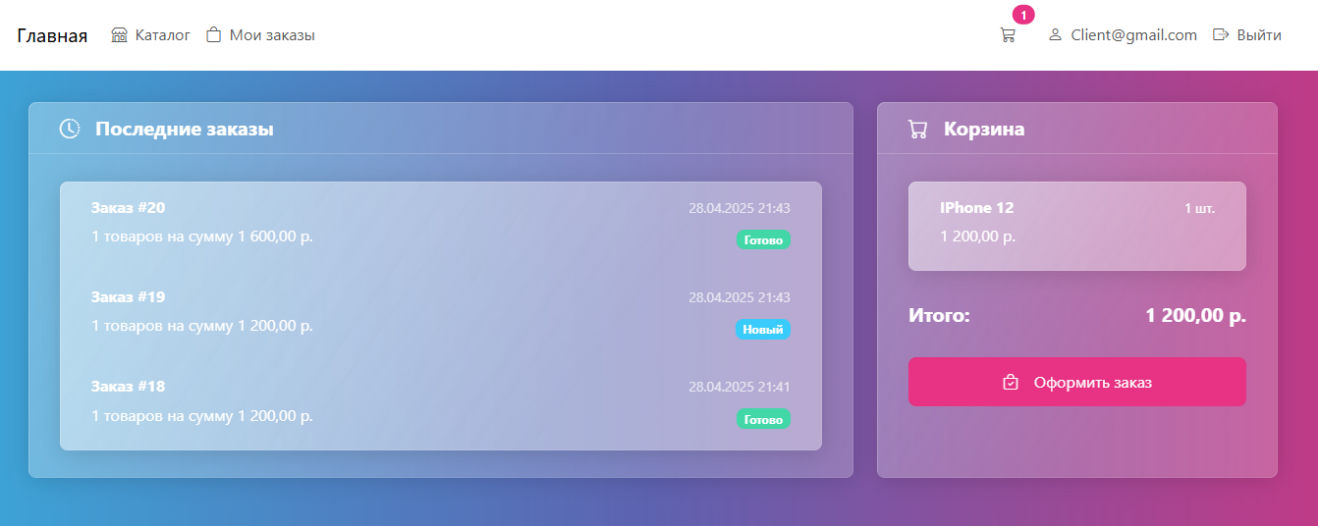 Главная Каталог Мои заказы 1 Client@gmail.com Выйти
Последние заказы
Заказ #20 28.04.2025 21:43
1 товаров на сумму 1 600,00 р. Готово
Заказ #19 28.04.2025 21:43
1 товаров на сумму 1 200,00 р. Новый
Заказ #18 28.04.2025 21:41
1 товаров на сумму 1 200,00 р. Готово
Корзина
IPhone 12 1 шт.
1 200,00 р.
Итого: 1 200,00 р.
Оформить заказ